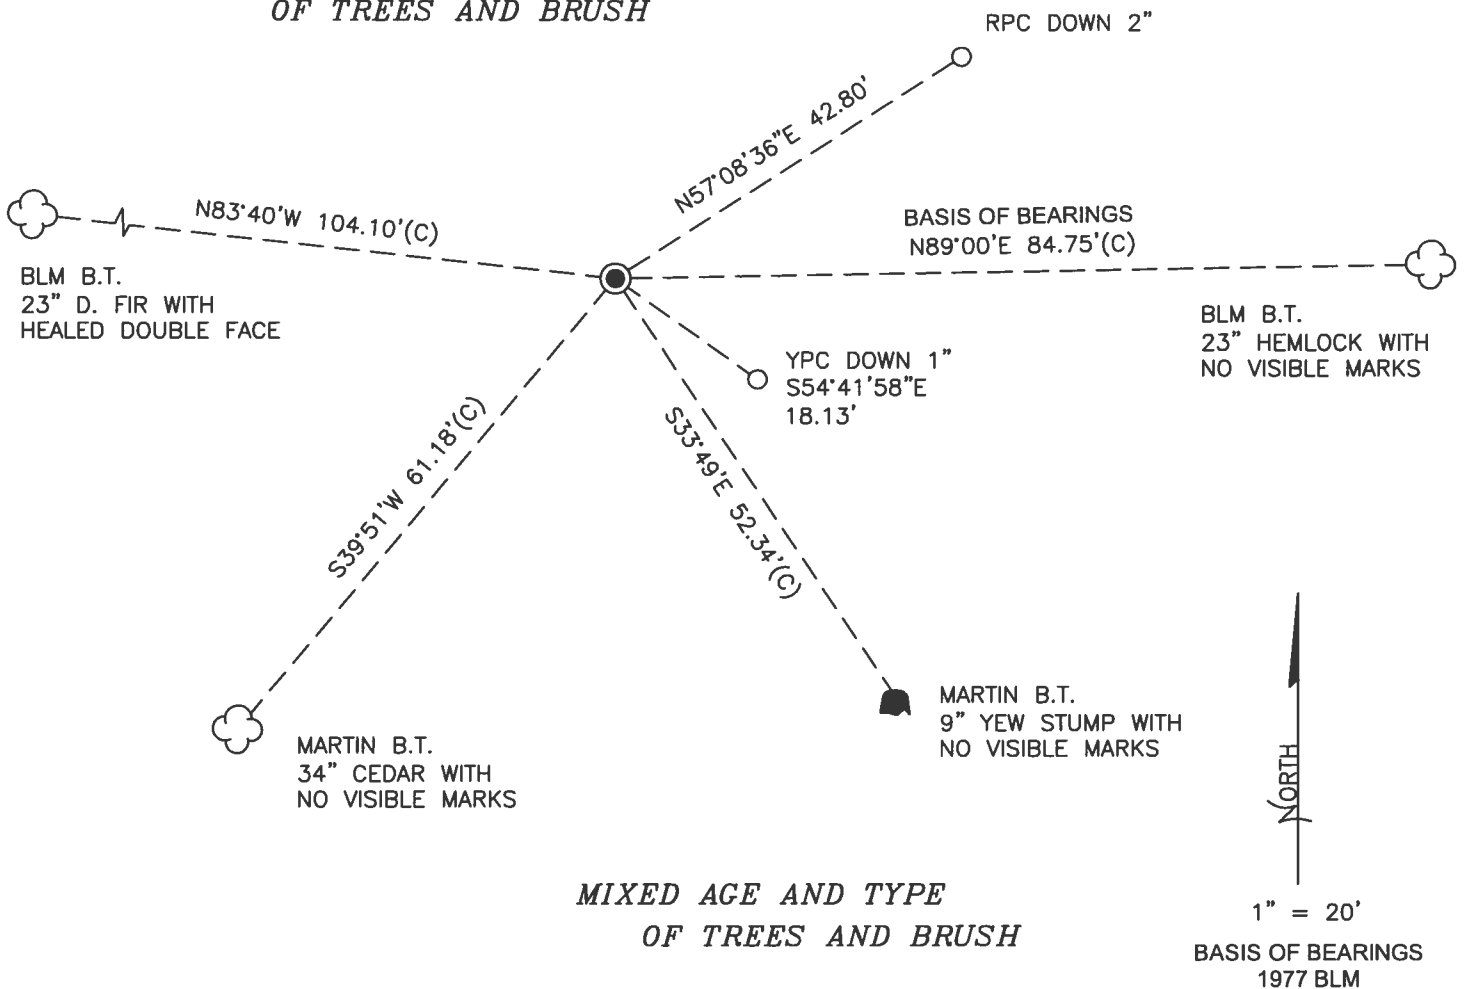 OF TREES AND BRUSH
RPC DOWN 2"
N57°08'36"E 42.80'
N83°40'W 104.10'(C)
BASIS OF BEARINGS
N89°00'E 84.75'(C)
BLM B.T.
23" D. FIR WITH
HEALED DOUBLE FACE
BLM B.T.
23" HEMLOCK WITH
NO VISIBLE MARKS
YPC DOWN 1"
S54°41'58"E
18.13'
S39°51'W 61.18'(C)
S33°49'E 52.34'(C)
MARTIN B.T.
34" CEDAR WITH
NO VISIBLE MARKS
MARTIN B.T.
9" YEW STUMP WITH
NO VISIBLE MARKS
NORTH
MIXED AGE AND TYPE
OF TREES AND BRUSH
1" = 20'
BASIS OF BEARINGS
1977 BLM